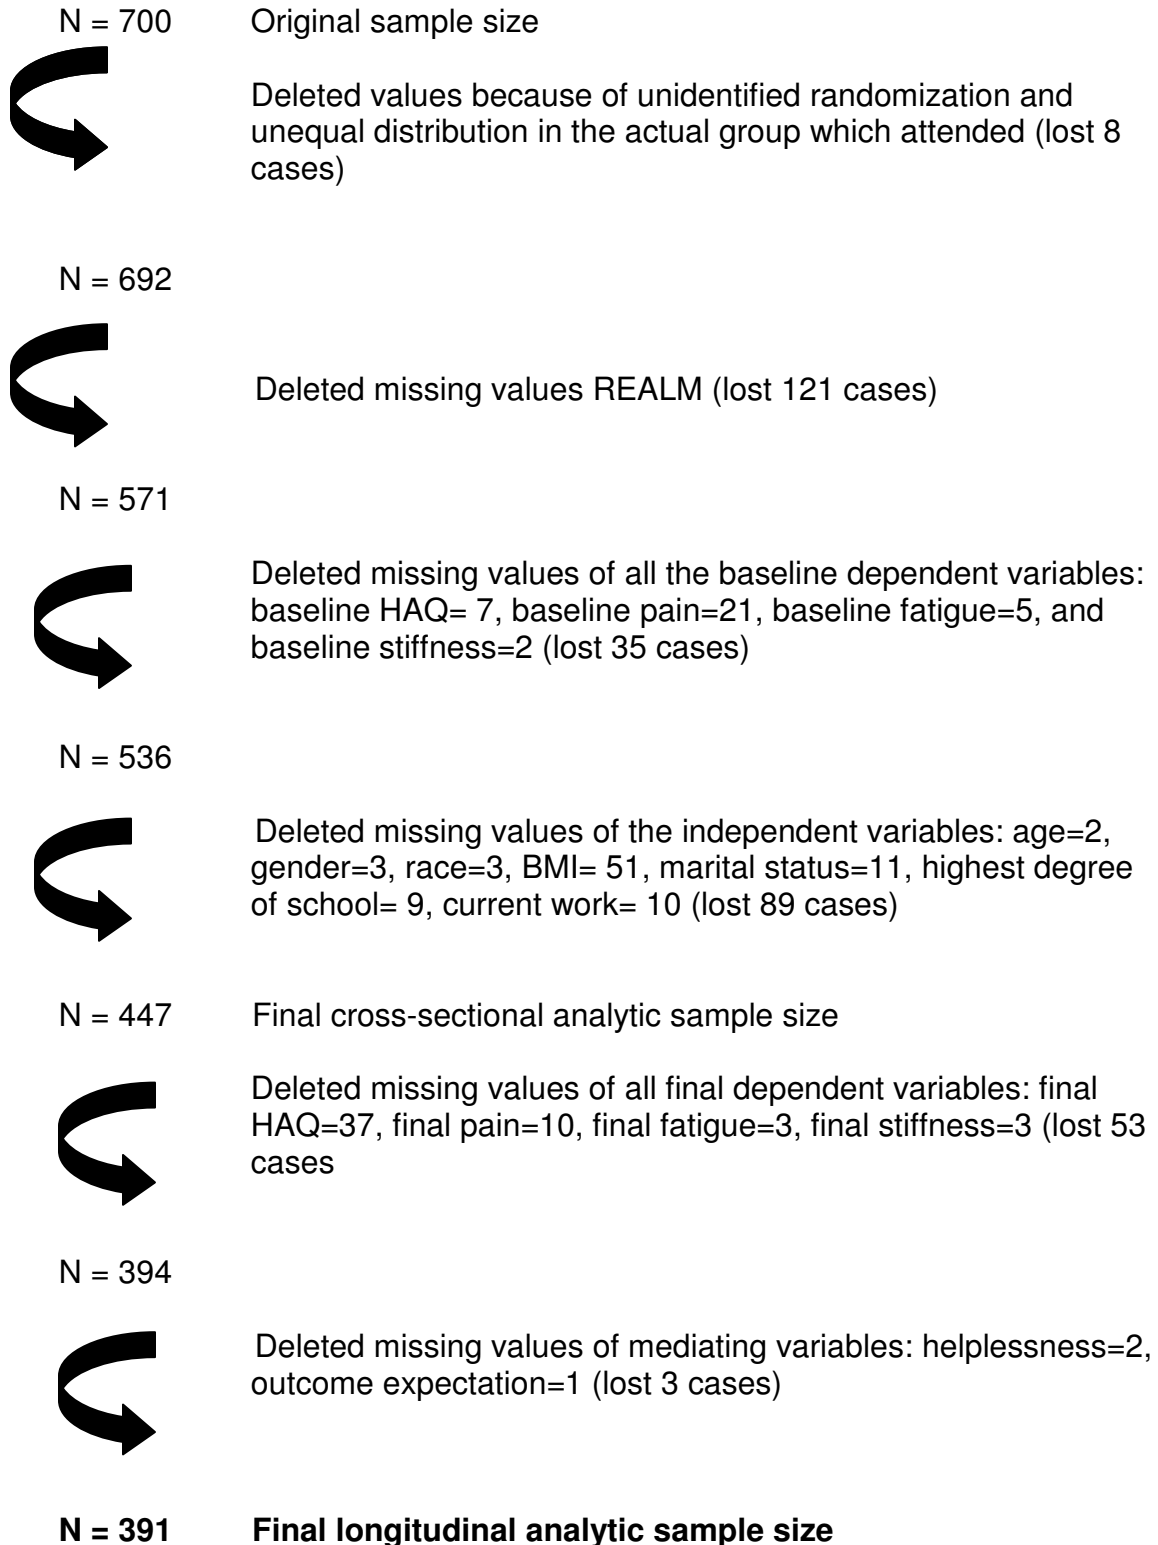 N = 700 Original sample size
Deleted values because of unidentified randomization and
unequal distribution in the actual group which attended (lost 8
cases)
N = 692
Deleted missing values REALM (lost 121 cases)
N = 571
Deleted missing values of all the baseline dependent variables:
baseline HAQ= 7, baseline pain=21, baseline fatigue=5, and
baseline stiffness=2 (lost 35 cases)
N = 536
Deleted missing values of the independent variables: age=2,
gender=3, race=3, BMI= 51, marital status=11, highest degree
of school= 9, current work= 10 (lost 89 cases)
N = 447 Final cross-sectional analytic sample size
Deleted missing values of all final dependent variables: final
HAQ=37, final pain=10, final fatigue=3, final stiffness=3 (lost 53
cases
N = 394
Deleted missing values of mediating variables: helplessness=2,
outcome expectation=1 (lost 3 cases)
N = 391 Final longitudinal analytic sample size